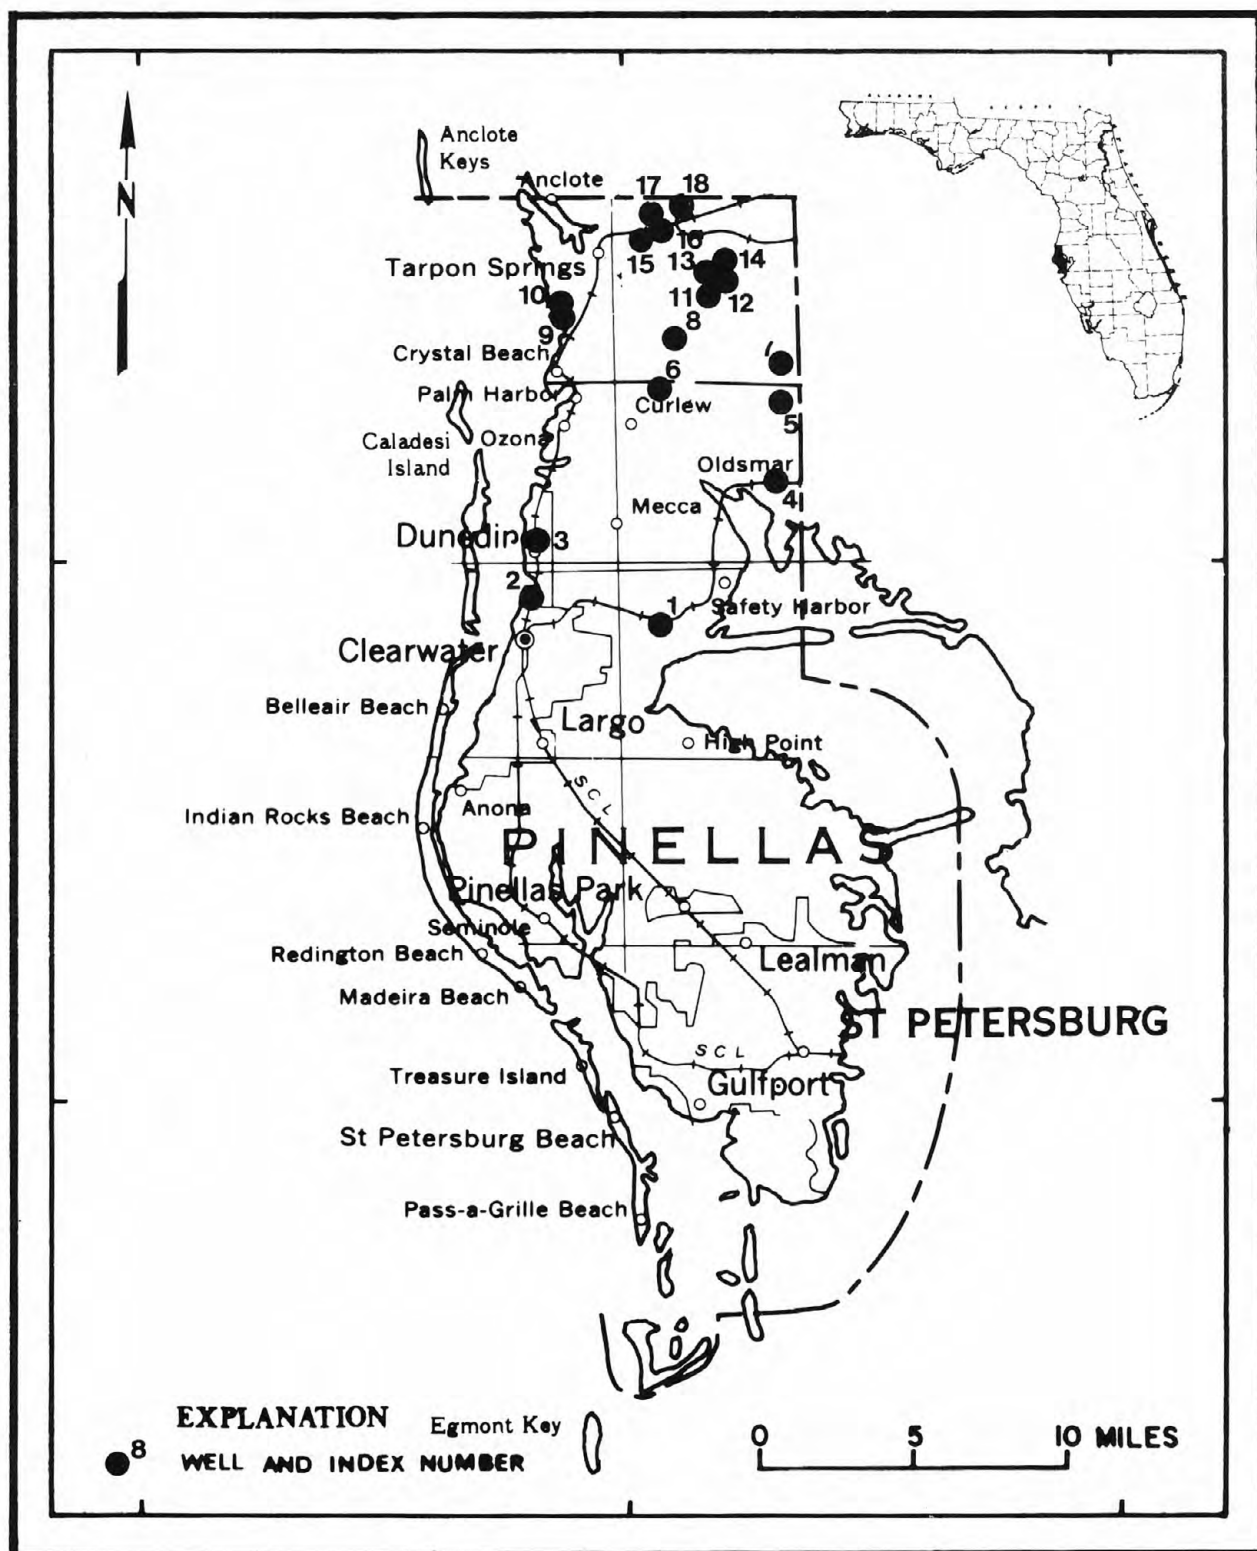 Anclote
Keys
N
Anclote
17
18
16
15
13
14
Tarpon Springs
10
11
12
9
8
Crystal Beach
6
Palm Harbor
Curlew
5
Caladesi
Island
Ozona
Oldsmar
4
Mecca
Dunedin
3
2
1
Safety Harbor
Clearwater
Belleair Beach
Largo
High Point
SCL
Anona
Indian Rocks Beach
PINELLAS
Pinellas Park
Seminole
Redington Beach
Lealman
Madeira Beach
ST PETERSBURG
SCL
Treasure Island
Gulfport
St Petersburg Beach
Pass-a-Grille Beach
EXPLANATION
Egmont Key
8
WELL AND INDEX NUMBER
0 5 10 MILES